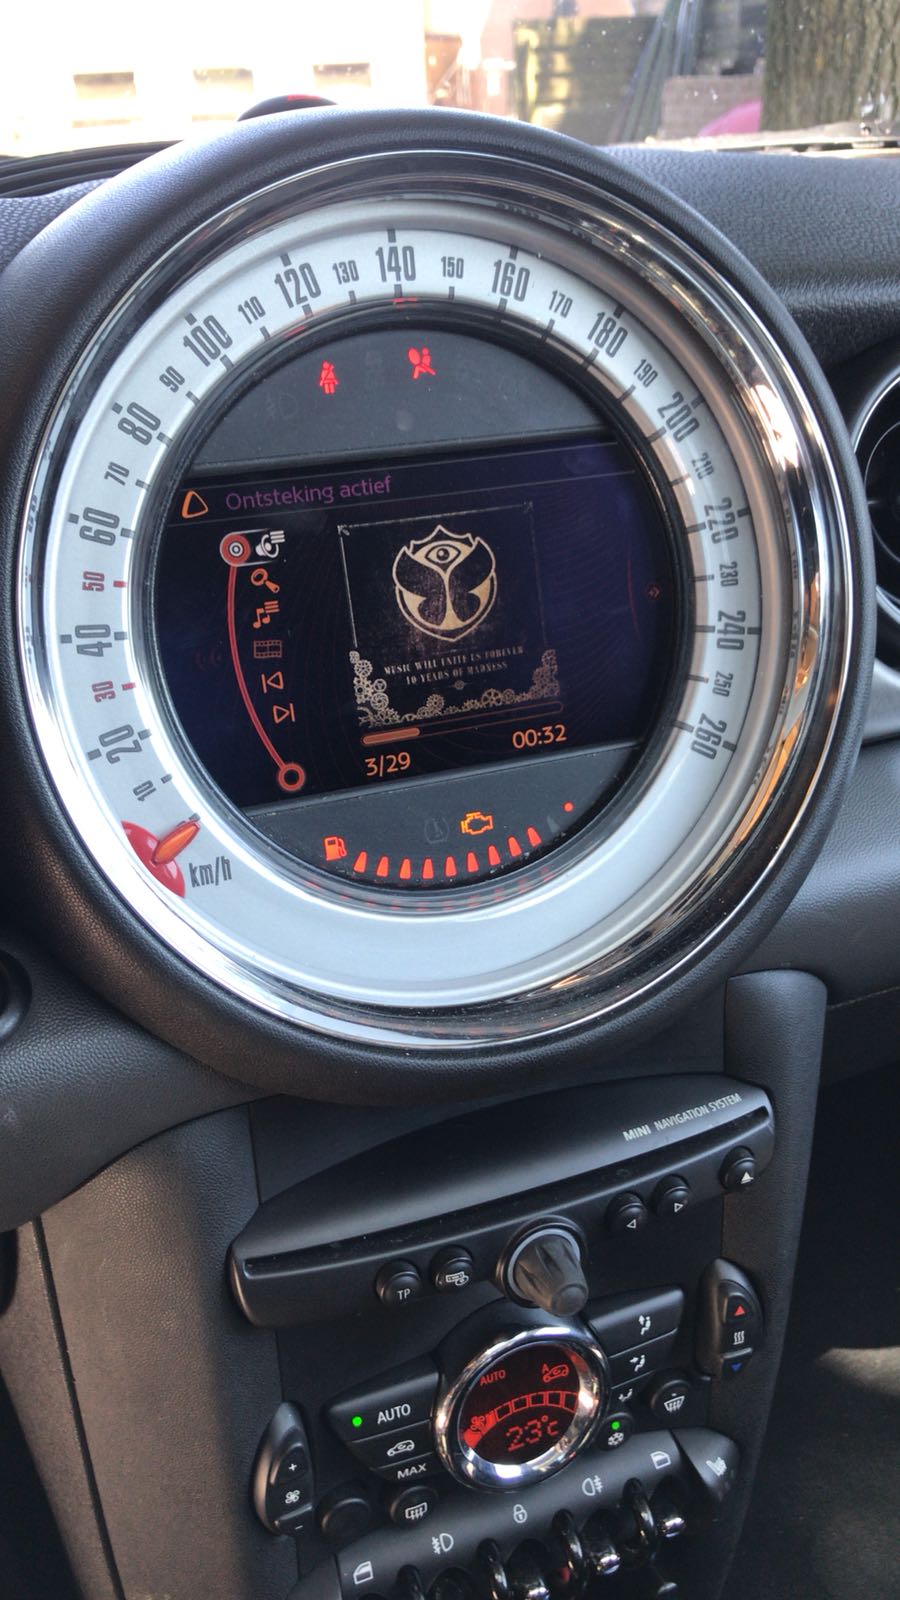 10
20
30
40
50
60
70
80
90
100
110
120
130
140
150
160
170
180
190
200
210
220
230
240
250
260
km/h
Ontsteking actief
MUSIC WILL UNITE US FOREVER
10 YEARS OF MADNESS
3/29 00:32
MINI NAVIGATION SYSTEM
TP
AUTO A
23°C
AUTO
MAX